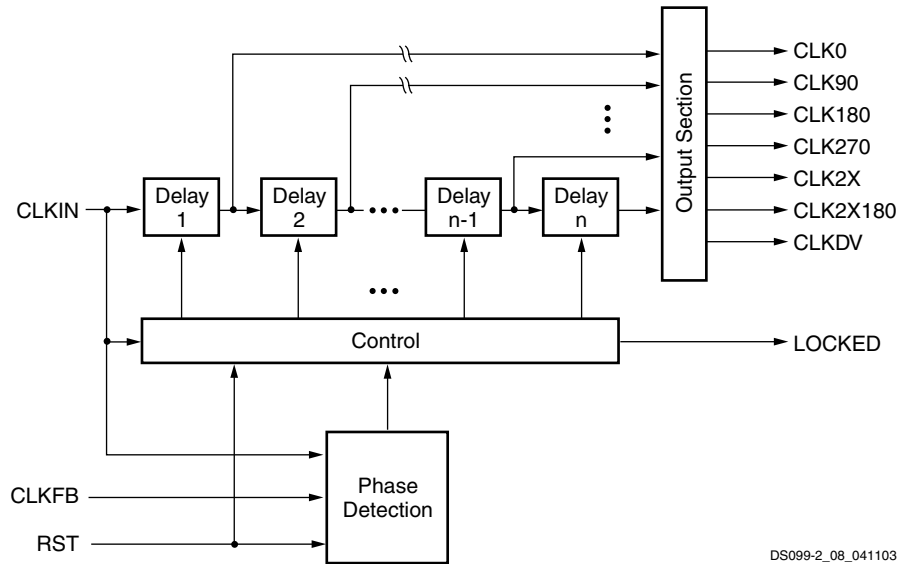 CLK0
CLK90
CLK180
CLK270
CLK2X
CLK2X180
CLKDV
Output Section
CLKIN
Delay
1
Delay
2
Delay
n-1
Delay
n
Control
LOCKED
Phase
Detection
CLKFB
RST
DS099-2_08_041103